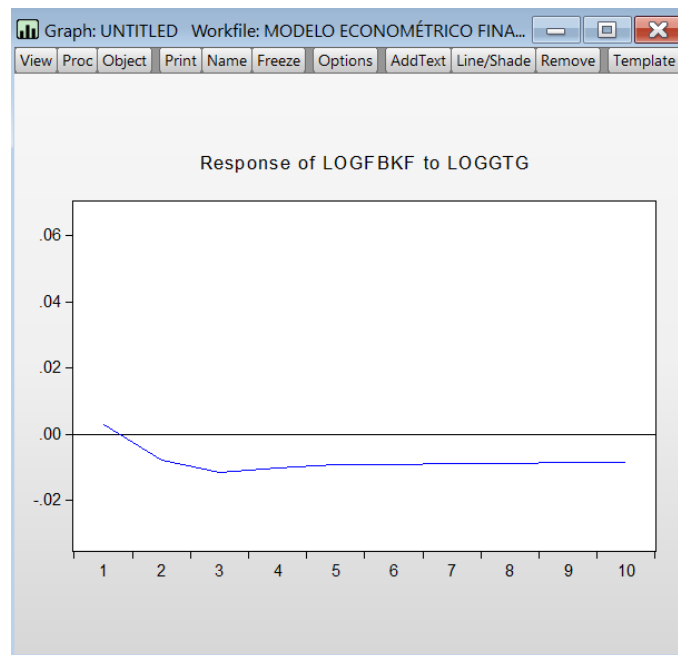 Graph: UNTITLED Workfile: MODELO ECONOMÉTRICO FINA...
View Proc Object Print Name Freeze Options AddText Line/Shade Remove Template
Response of LOGFBKF to LOGGTG
.06
.04
.02
.00
-.02
1 2 3 4 5 6 7 8 9 10